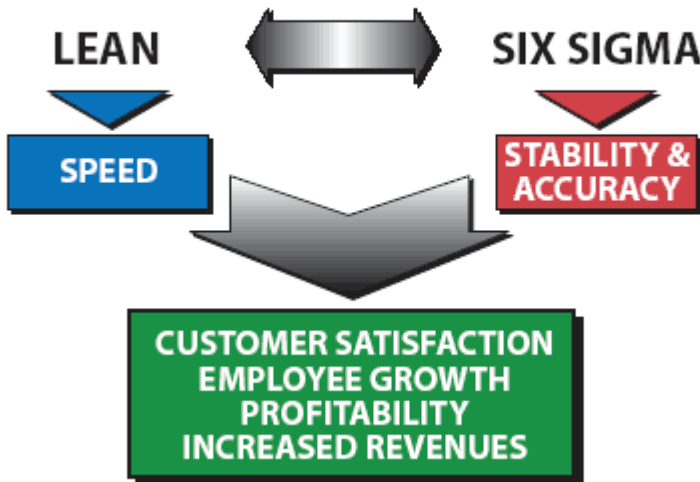 LEAN
SIX SIGMA
SPEED
STABILITY &
ACCURACY
CUSTOMER SATISFACTION
EMPLOYEE GROWTH
PROFITABILITY
INCREASED REVENUES